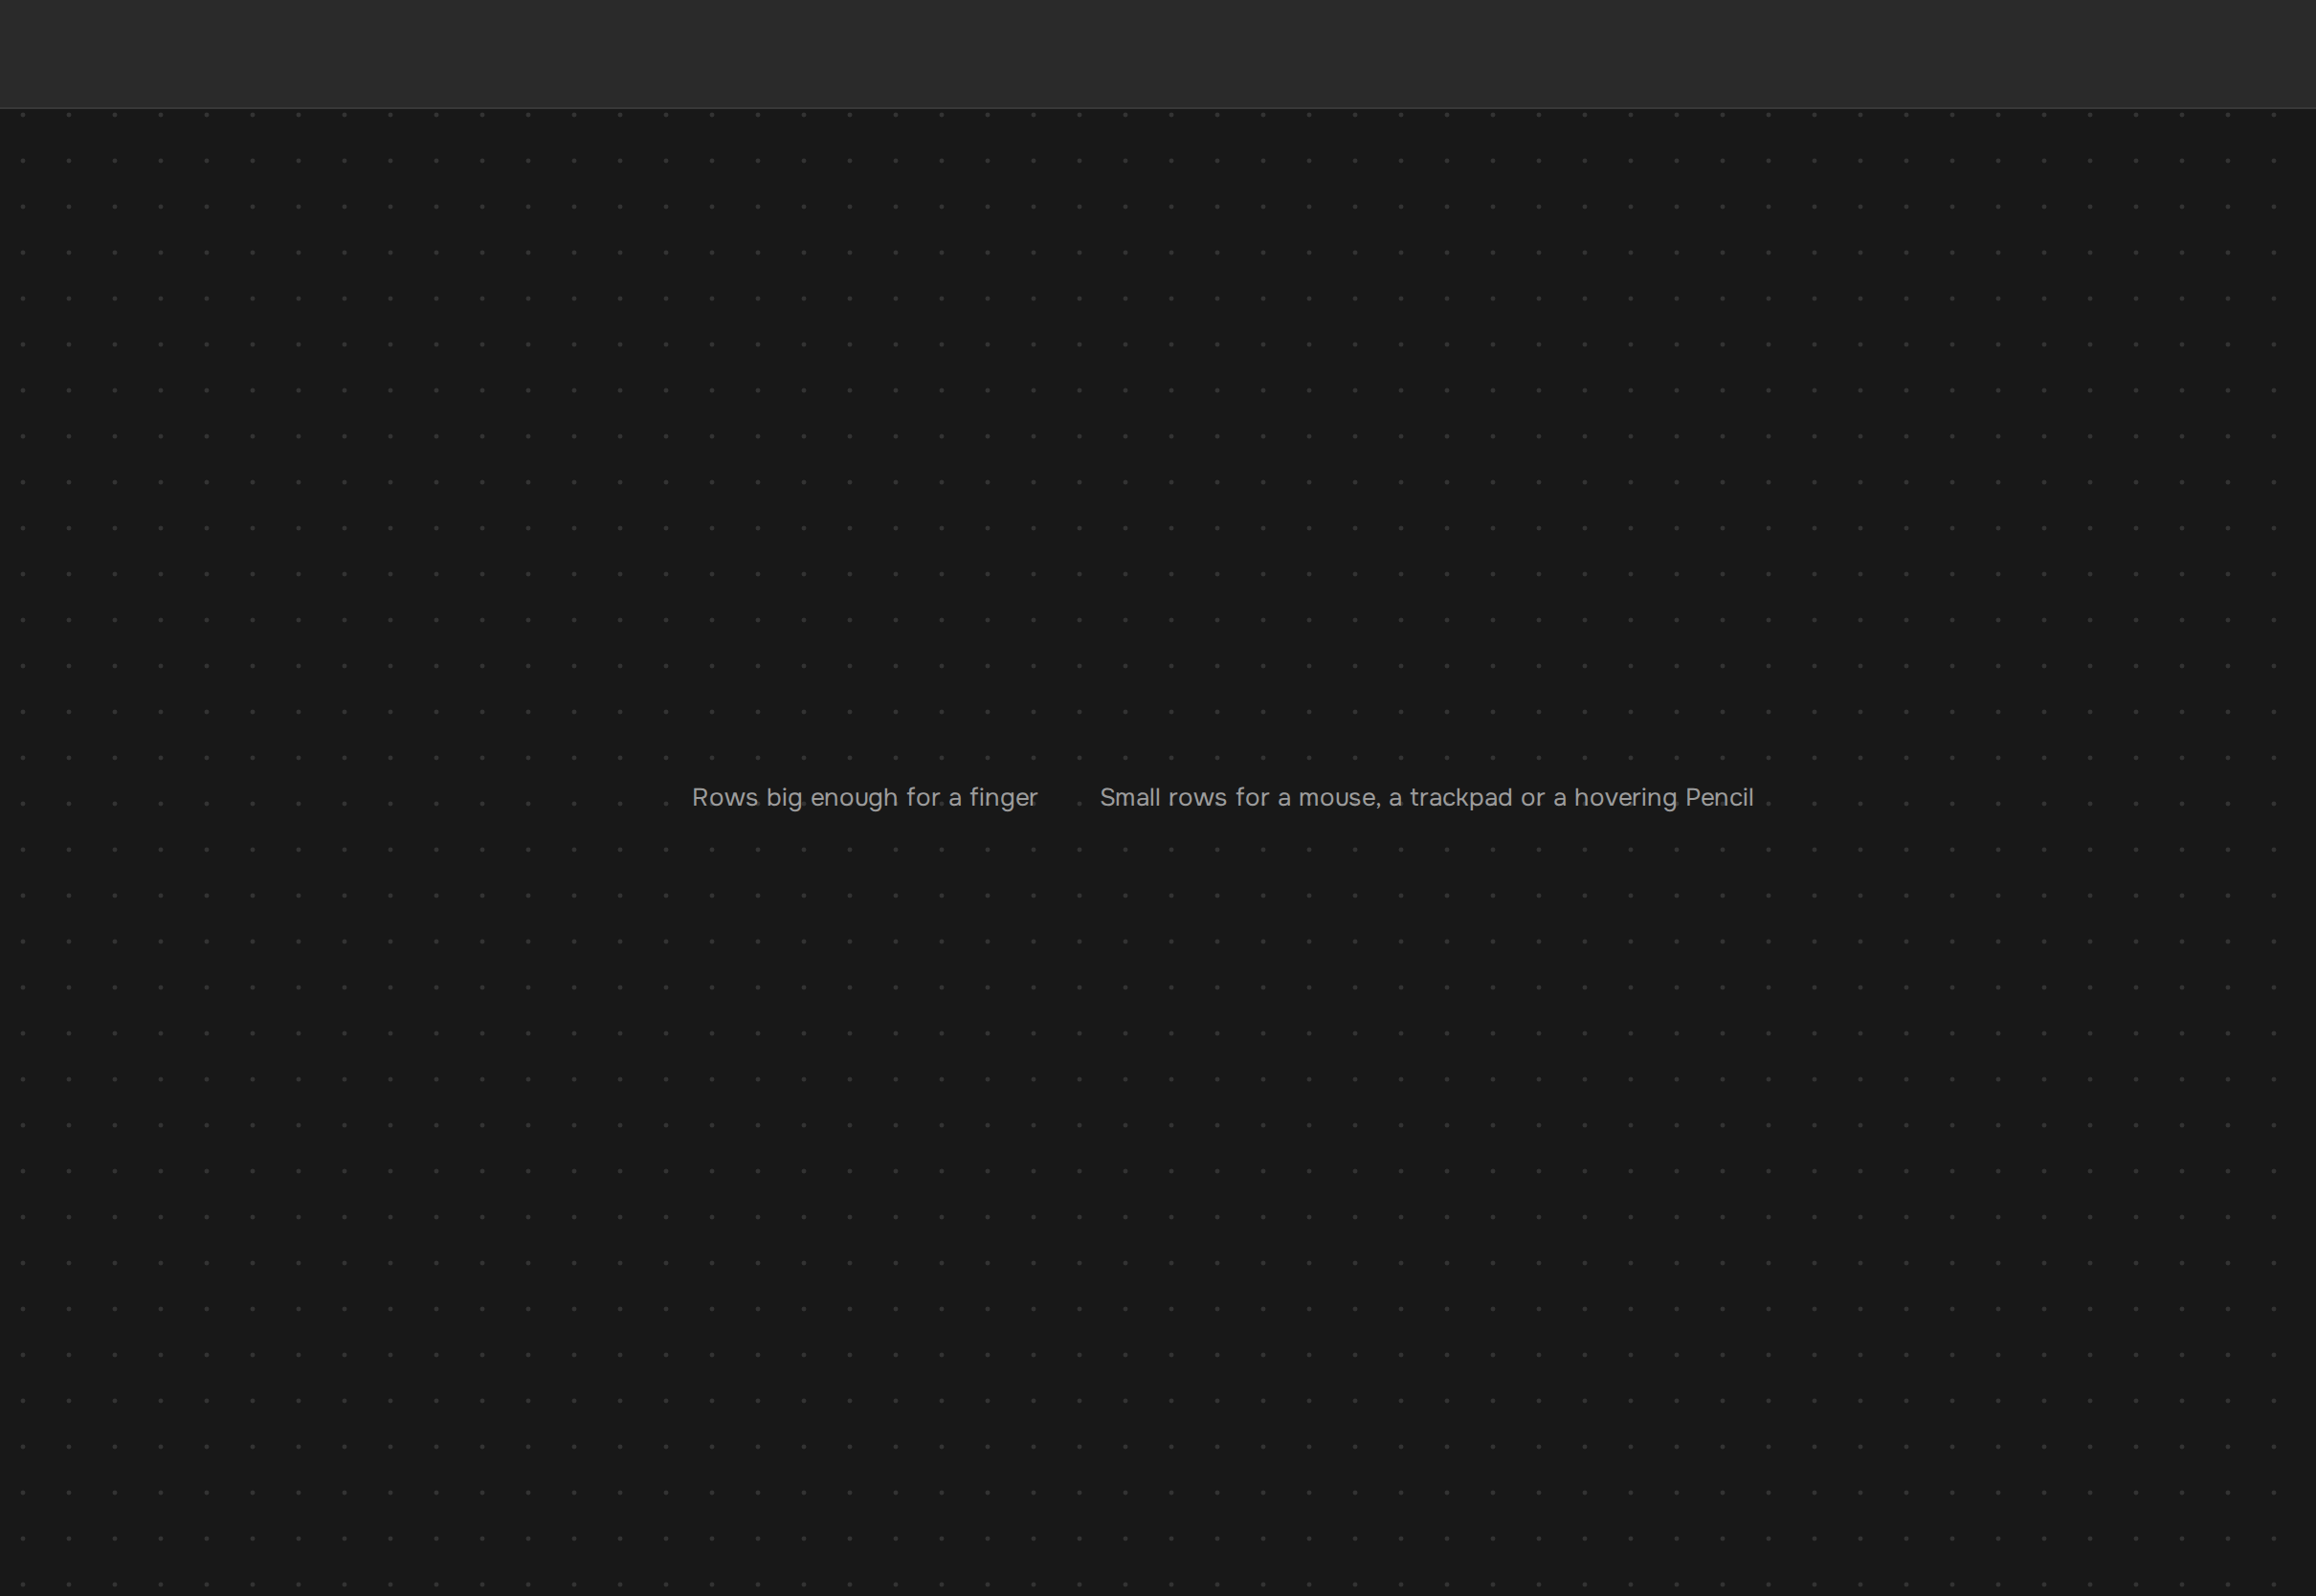 Rows big enough for a finger
Small rows for a mouse, a trackpad or a hovering Pencil